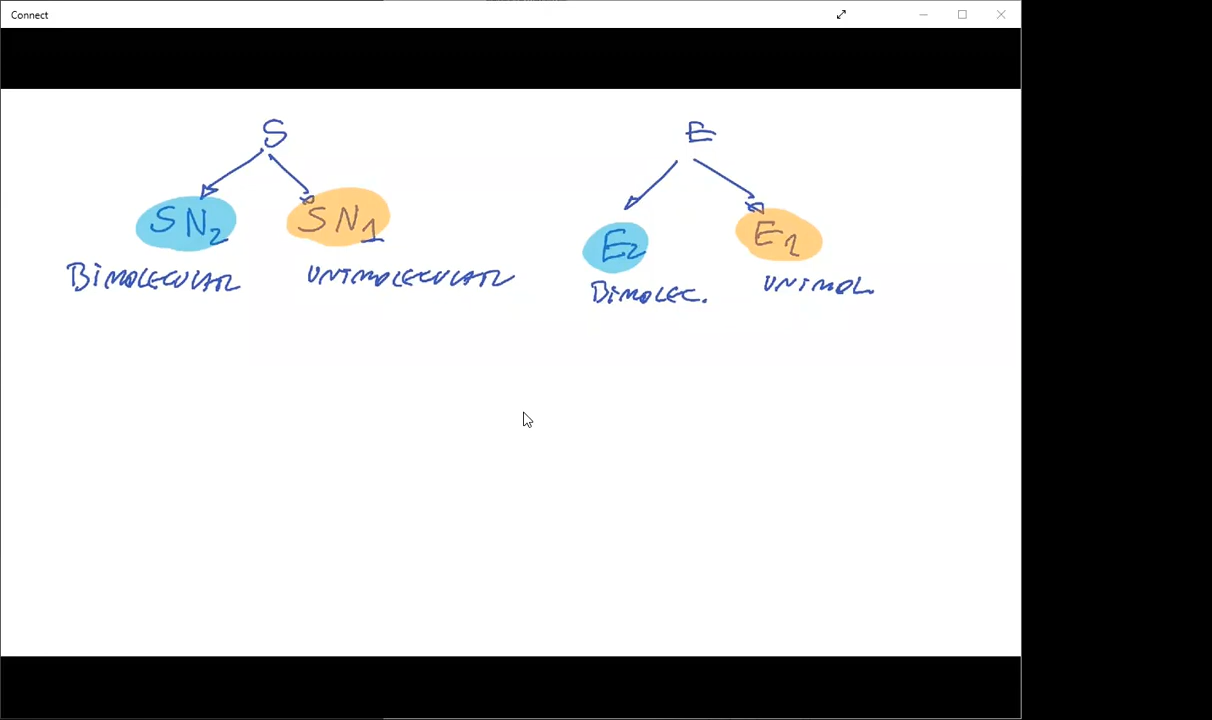 Connect
S E
SN2 SN1 E2 E1
BIMOLECULAR UNIMOLECULAR BIMOLEC. UNIMOL.